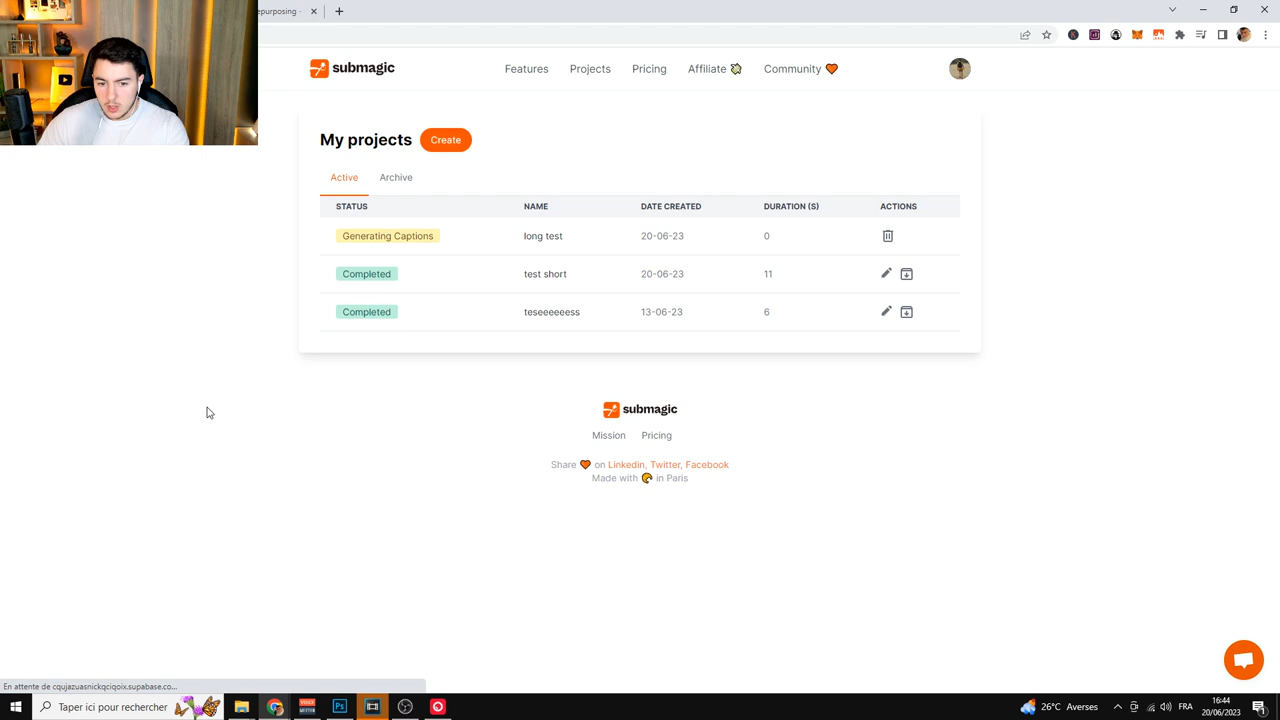 epurposing -
submagic
Features Projects Pricing Affiliate Community
My projects Create
Active Archive
STATUS NAME DATE CREATED DURATION (S) ACTIONS
Generating Captions long test 20-06-23 0
Completed test short 20-06-23 11
Completed teseeeeeess 13-06-23 6
submagic
Mission Pricing
Share 🧡 on Linkedin, Twitter, Facebook
Made with 🥐 in Paris
En attente de cqujazuasnickqciqoix.supabase.co...
Taper ici pour rechercher
Ps
26°C Averses
FRA
16:44
20/06/2023
1